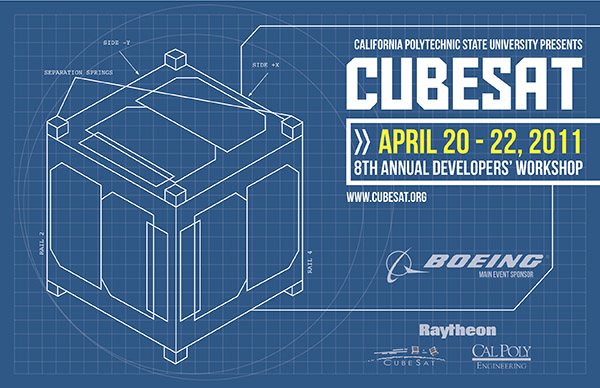 SIDE -Y
SIDE +X
SEPARATION SPRINGS
RAIL 2
RAIL 4
CALIFORNIA POLYTECHNIC STATE UNIVERSITY PRESENTS
CUBESAT
» APRIL 20 - 22, 2011
8TH ANNUAL DEVELOPERS' WORKSHOP
WWW.CUBESAT.ORG
BOEING®
MAIN EVENT SPONSOR
Raytheon
CUBESAT
CAL POLY
ENGINEERING